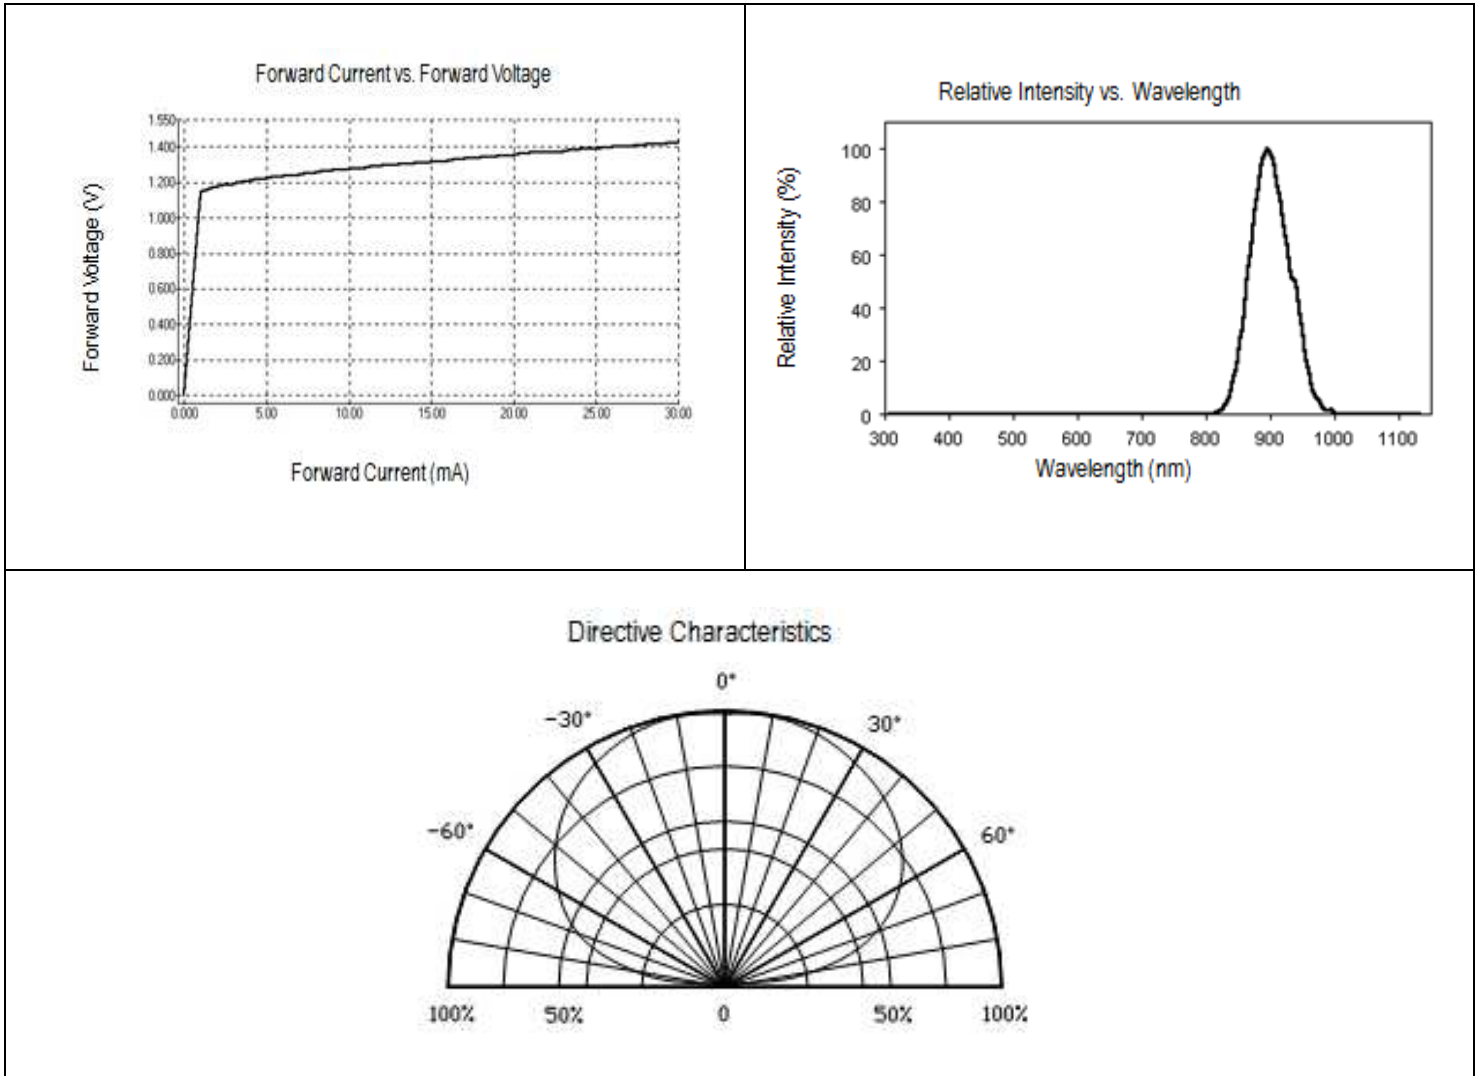 Forward Current vs. Forward Voltage
Forward Voltage (V)
1.550
1.400
1.200
1.000
0.800
0.600
0.400
0.200
0.000
0.000 5.00 10.00 15.00 20.00 25.00 30.00
Forward Current (mA)
Relative Intensity vs. Wavelength
Relative Intensity (%)
100
80
60
40
20
0
300 400 500 600 700 800 900 1000 1100
Wavelength (nm)
Directive Characteristics
0°
-30° 30°
-60° 60°
100% 50% 0 50% 100%